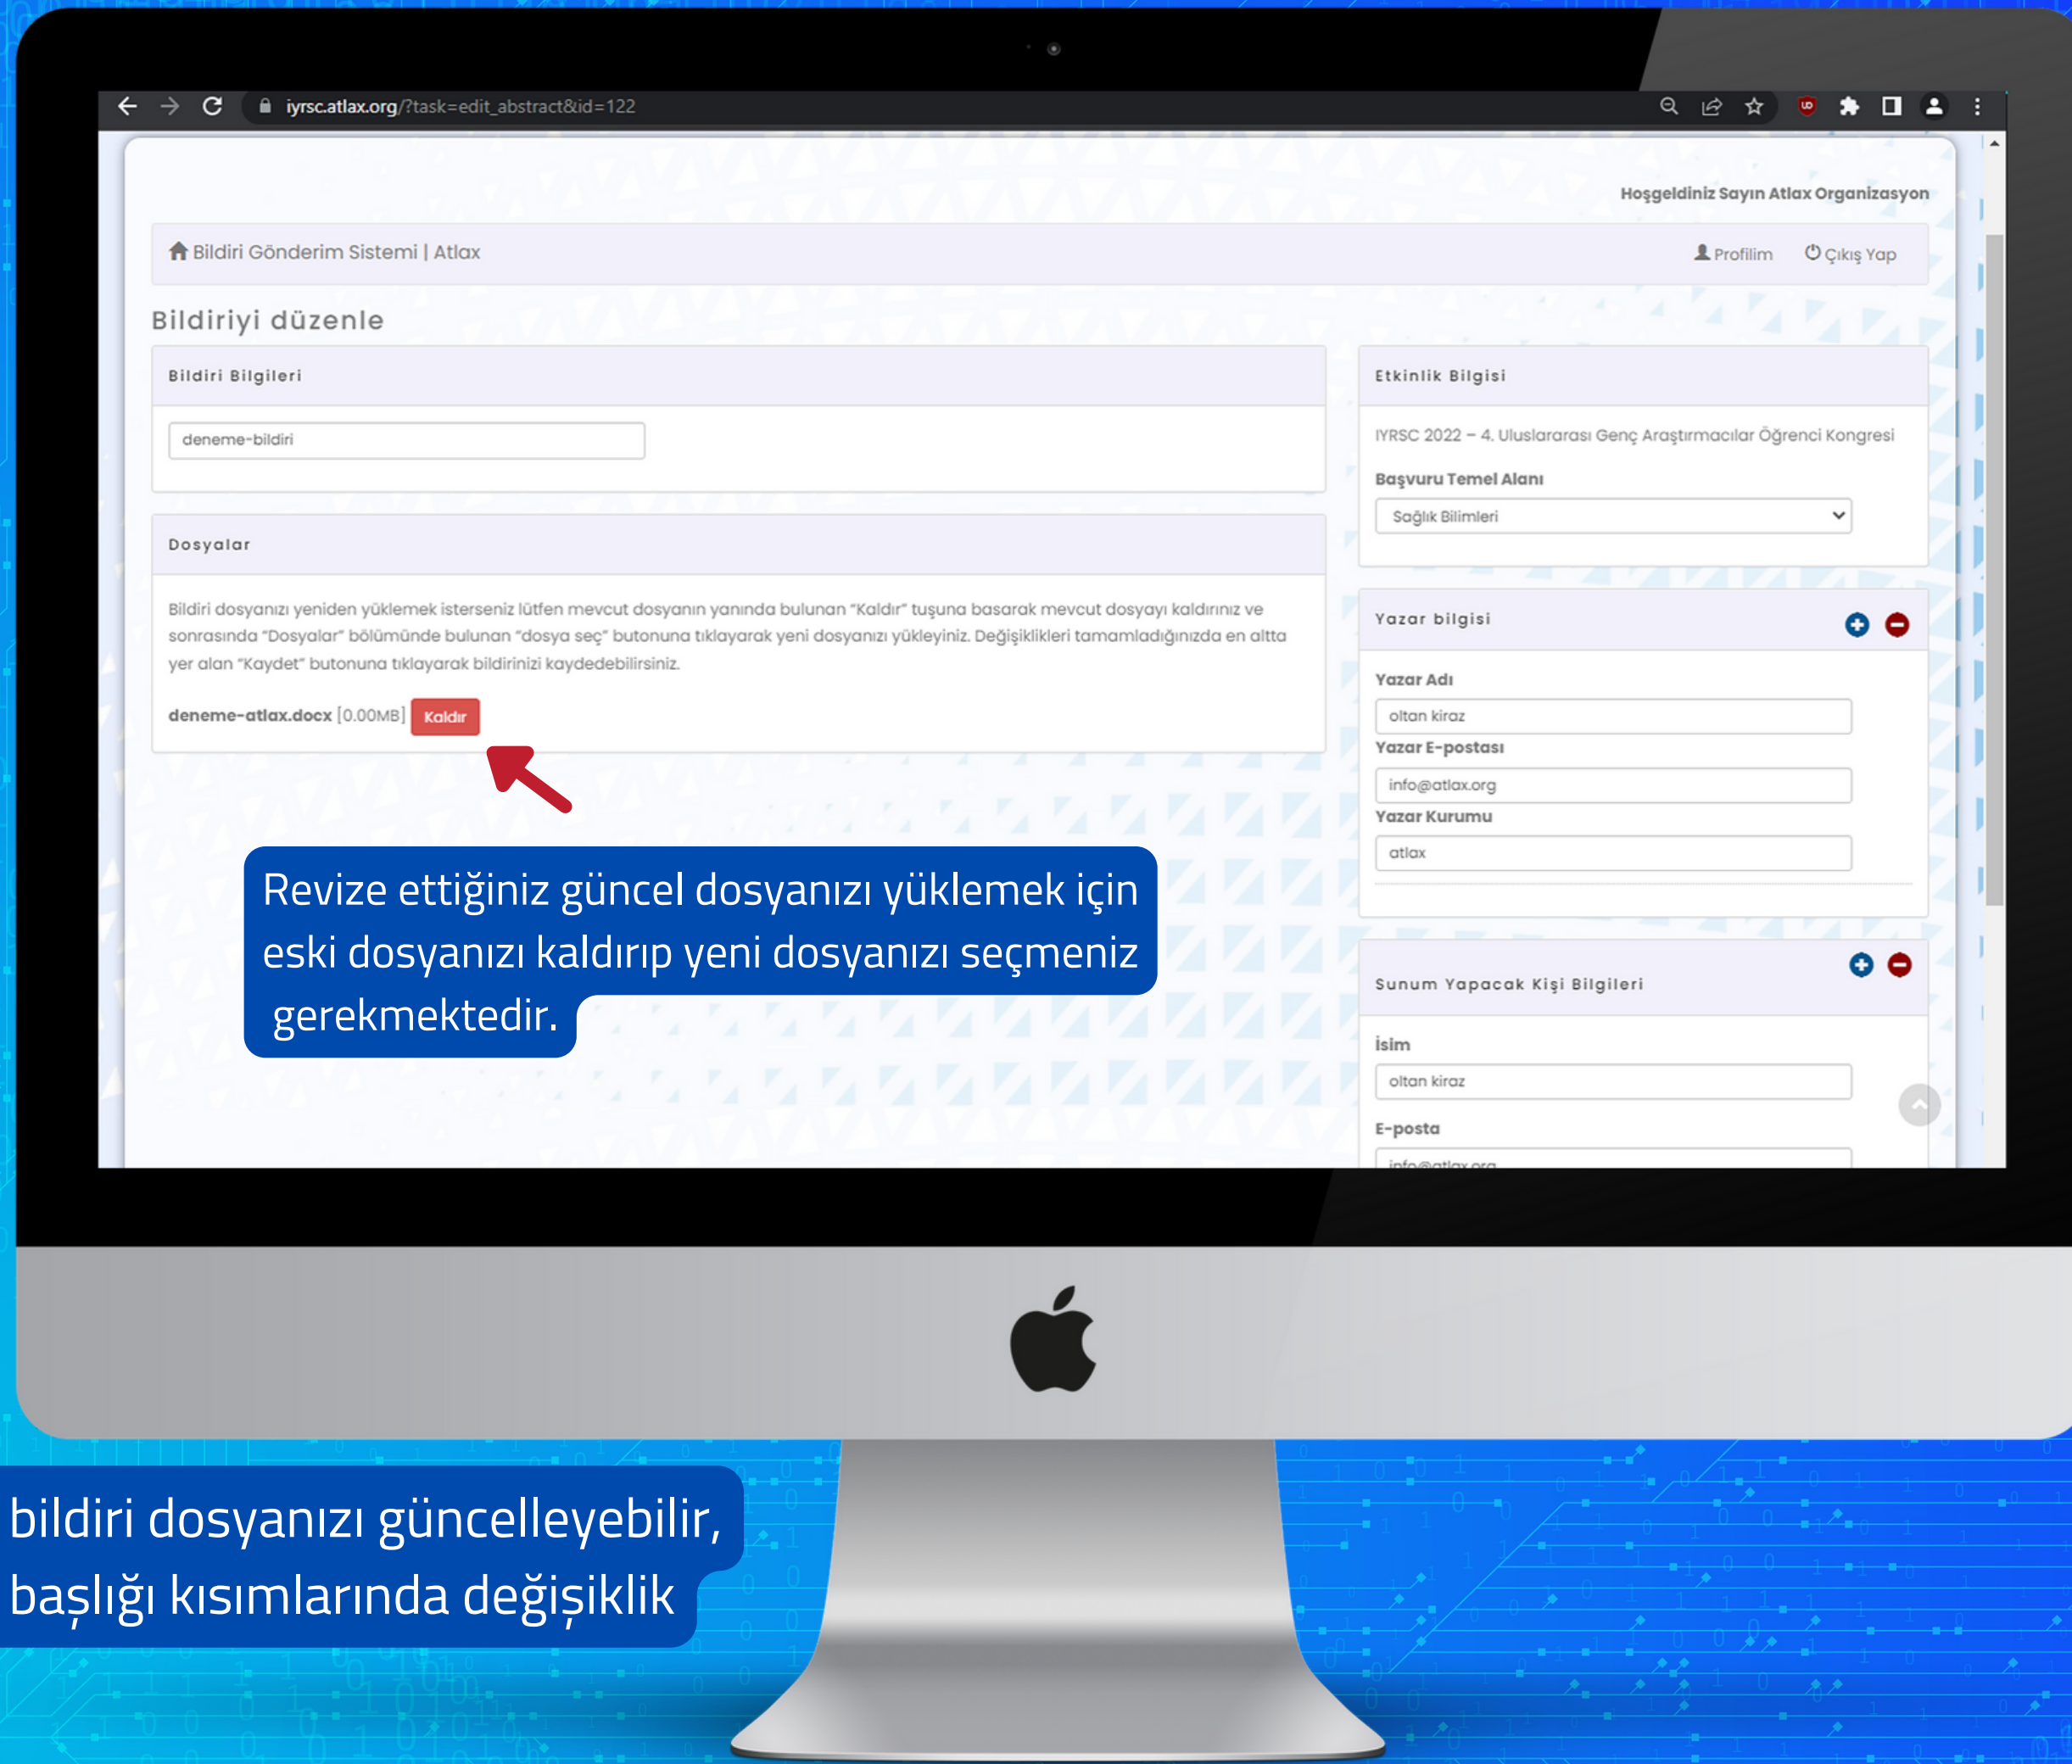 iyrsc.atlax.org/?task=edit_abstract&id=122
Hoşgeldiniz Sayın Atlax Organizasyon
Bildiri Gönderim Sistemi | Atlax
Profilim
Çıkış Yap
Bildiriyi düzenle
Bildiri Bilgileri
deneme-bildiri
Dosyalar
Bildiri dosyanızı yeniden yüklemek isterseniz lütfen mevcut dosyanın yanında bulunan "Kaldır" tuşuna basarak mevcut dosyayı kaldırınız ve
sonrasında "Dosyalar" bölümünde bulunan "dosya seç" butonuna tıklayarak yeni dosyanızı yükleyiniz. Değişiklikleri tamamladığınızda en altta
yer alan "Kaydet" butonuna tıklayarak bildirinizi kaydedebilirsiniz.
deneme-atlax.docx [0.00MB] Kaldır
Revize ettiğiniz güncel dosyanızı yüklemek için
eski dosyanızı kaldırıp yeni dosyanızı seçmeniz
gerekmektedir.
Etkinlik Bilgisi
IYRSC 2022 – 4. Uluslararası Genç Araştırmacılar Öğrenci Kongresi
Başvuru Temel Alanı
Sağlık Bilimleri
Yazar bilgisi
Yazar Adı
oltan kiraz
Yazar E-postası
info@atlax.org
Yazar Kurumu
atlax
Sunum Yapacak Kişi Bilgileri
İsim
oltan kiraz
E-posta
info@atlax.org
bildiri dosyanızı güncelleyebilir,
başlığı kısımlarında değişiklik